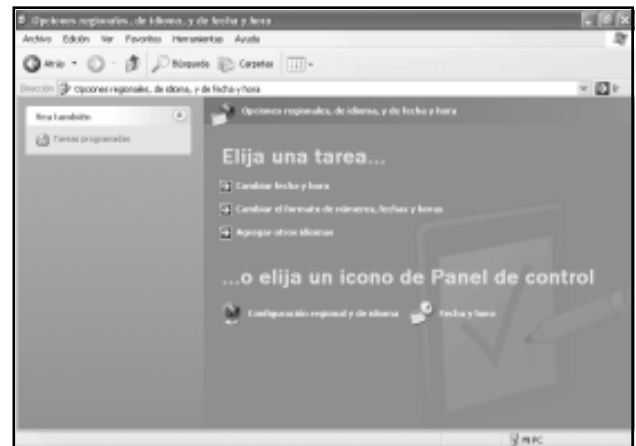 Opciones regionales, de idioma, y de fecha y hora
Archivo Edición Ver Favoritos Herramientas Ayuda
Atrás Búsqueda Carpetas
Dirección Opciones regionales, de idioma, y de fecha y hora Ir
Vea también
Tareas programadas
Opciones regionales, de idioma, y de fecha y hora
Elija una tarea...
Cambiar fecha y hora
Cambiar el formato de números, fechas y horas
Agregar otros idiomas
...o elija un icono de Panel de control
Configuración regional y de idioma Fecha y hora
Mi PC